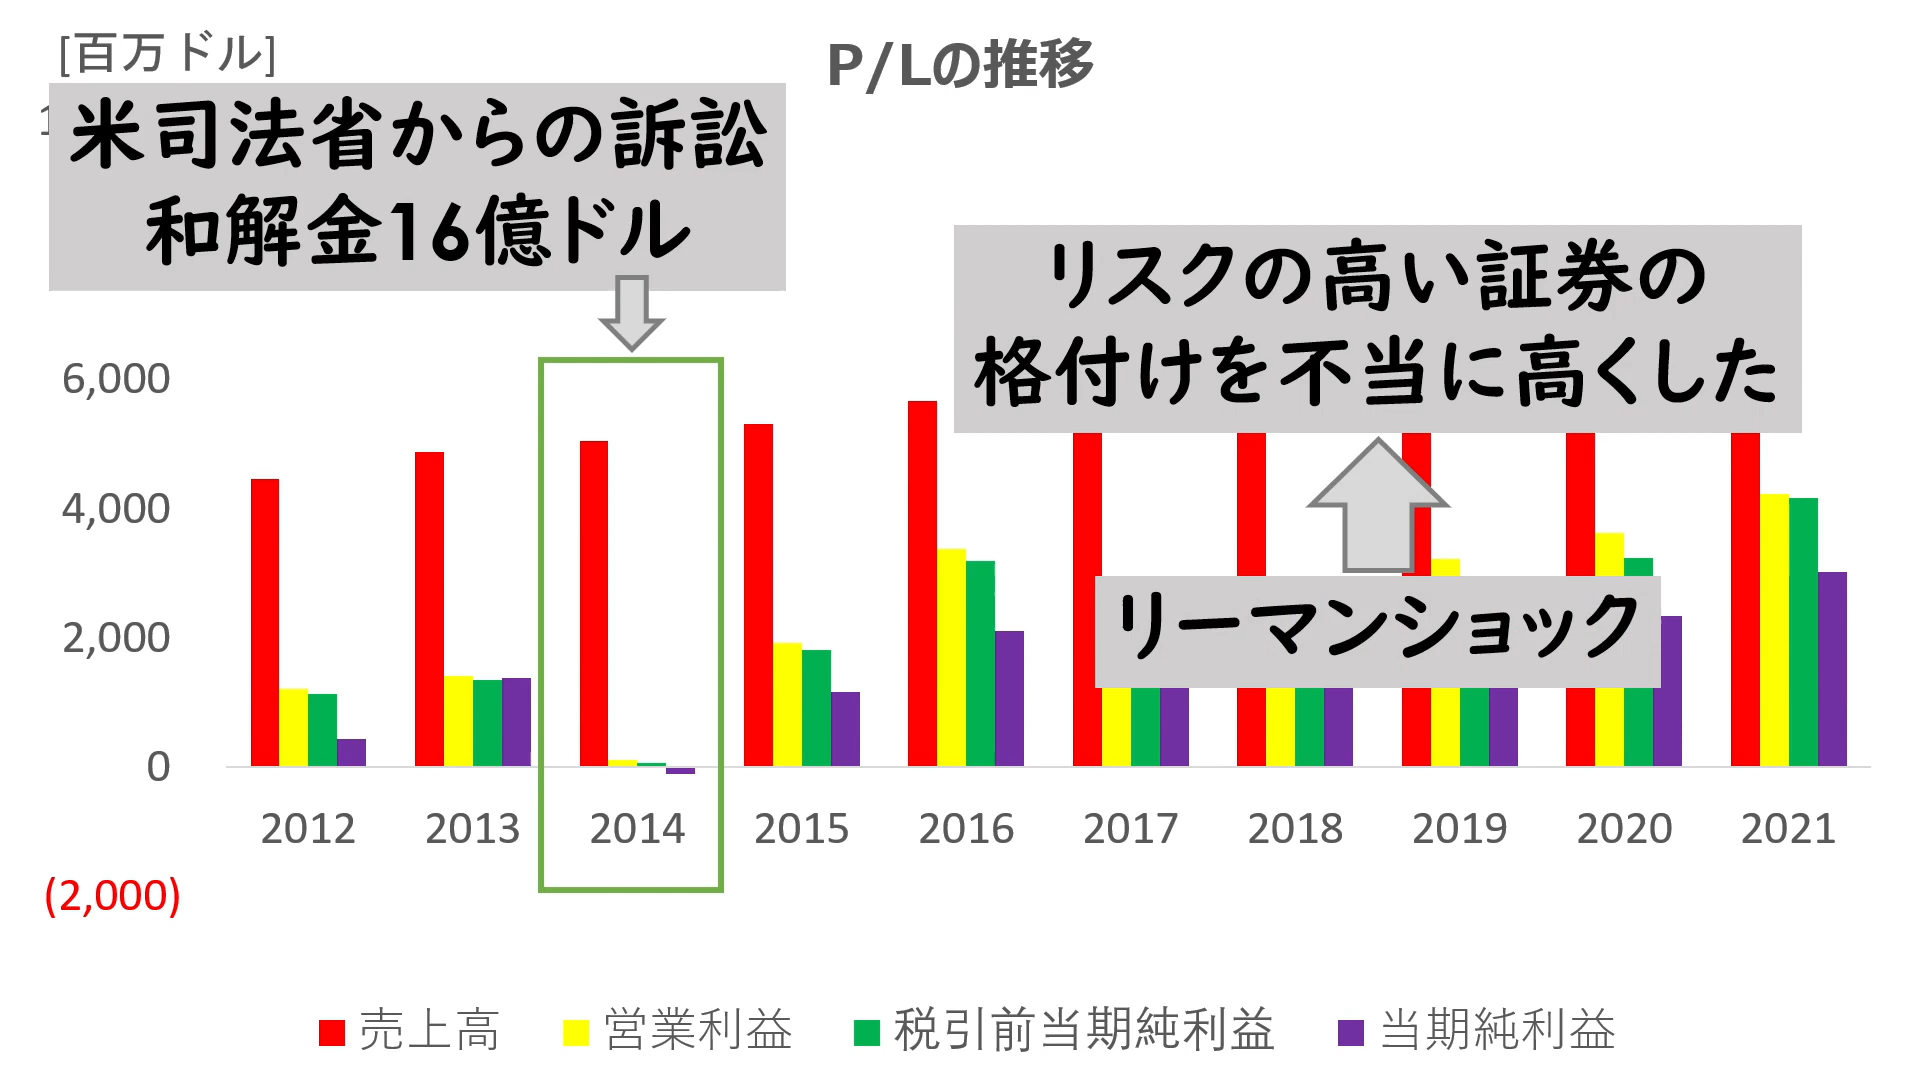 [百万ドル]
P/Lの推移
米司法省からの訴訟
和解金16億ドル
リスクの高い証券の
格付けを不当に高くした
リーマンショック
6,000
4,000
2,000
0
(2,000)
2012 2013 2014 2015 2016 2017 2018 2019 2020 2021
売上高 営業利益 税引前当期純利益 当期純利益